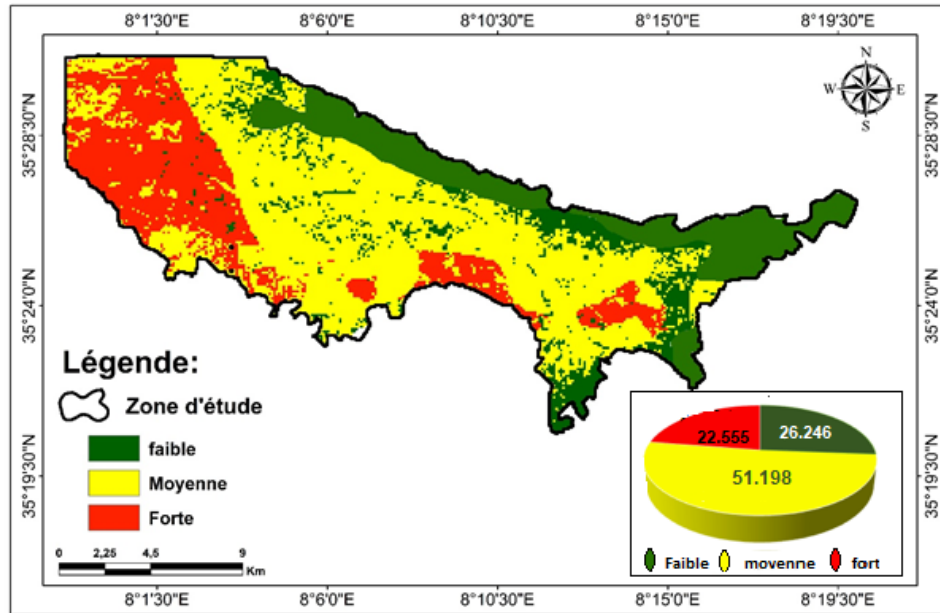 8°1'30"E 8°6'0"E 8°10'30"E 8°15'0"E 8°19'30"E
N
W E
S
35°28'30"N 35°28'30"N
35°24'0"N 35°24'0"N
35°19'30"N 35°19'30"N
Légende:
Zone d'étude
faible
Moyenne
Forte
0 2,25 4,5 9
Km
22.555 26.246
51.198
Faible movenne fort
8°1'30"E 8°6'0"E 8°10'30"E 8°15'0"E 8°19'30"E